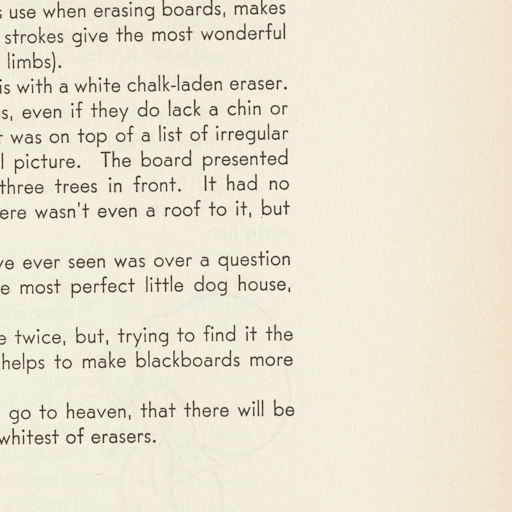 use when erasing boards, makes
strokes give the most wonderful
limbs).
is with a white chalk-laden eraser.
even if they do lack a chin or
was on top of a list of irregular
picture. The board presented
three trees in front. It had no
wasn't even a roof to it, but
ever seen was over a question
most perfect little dog house,
twice, but, trying to find it the
helps to make blackboards more
go to heaven, that there will be
whitest of erasers.